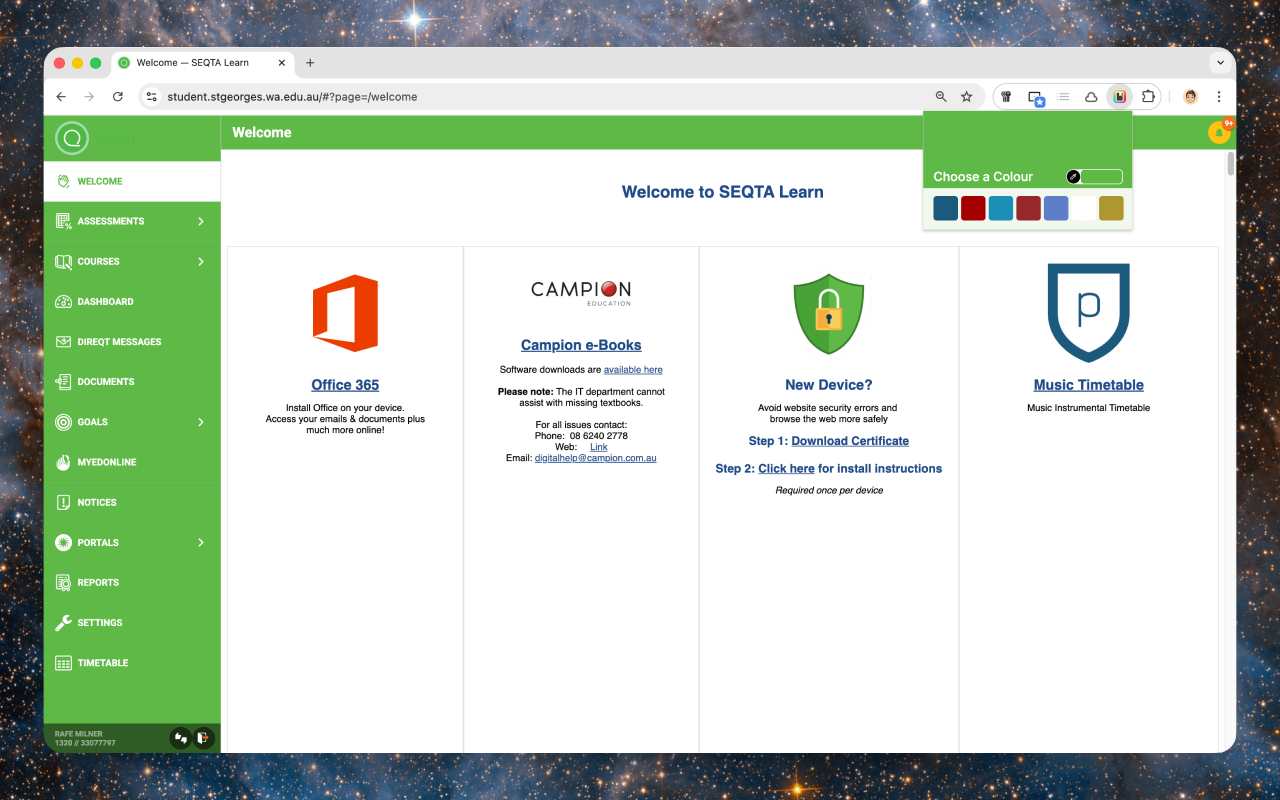 Welcome — SEQTA Learn
student.stgeorges.wa.edu.au/#?page=/welcome
Welcome
9+
Choose a Colour
WELCOME
ASSESSMENTS
COURSES
DASHBOARD
DIREQT MESSAGES
DOCUMENTS
GOALS
MYEDONLINE
NOTICES
PORTALS
REPORTS
SETTINGS
TIMETABLE
RAFE MILNER
1320 // 33077797
Welcome to SEQTA Learn
Office 365
Install Office on your device.
Access your emails & documents plus
much more online!
CAMPION
EDUCATION
Campion e-Books
Software downloads are available here
Please note: The IT department cannot
assist with missing textbooks.
For all issues contact:
Phone: 08 6240 2778
Web: Link
Email: digitalhelp@campion.com.au
New Device?
Avoid website security errors and
browse the web more safely
Step 1: Download Certificate
Step 2: Click here for install instructions
Required once per device
p
Music Timetable
Music Instrumental Timetable